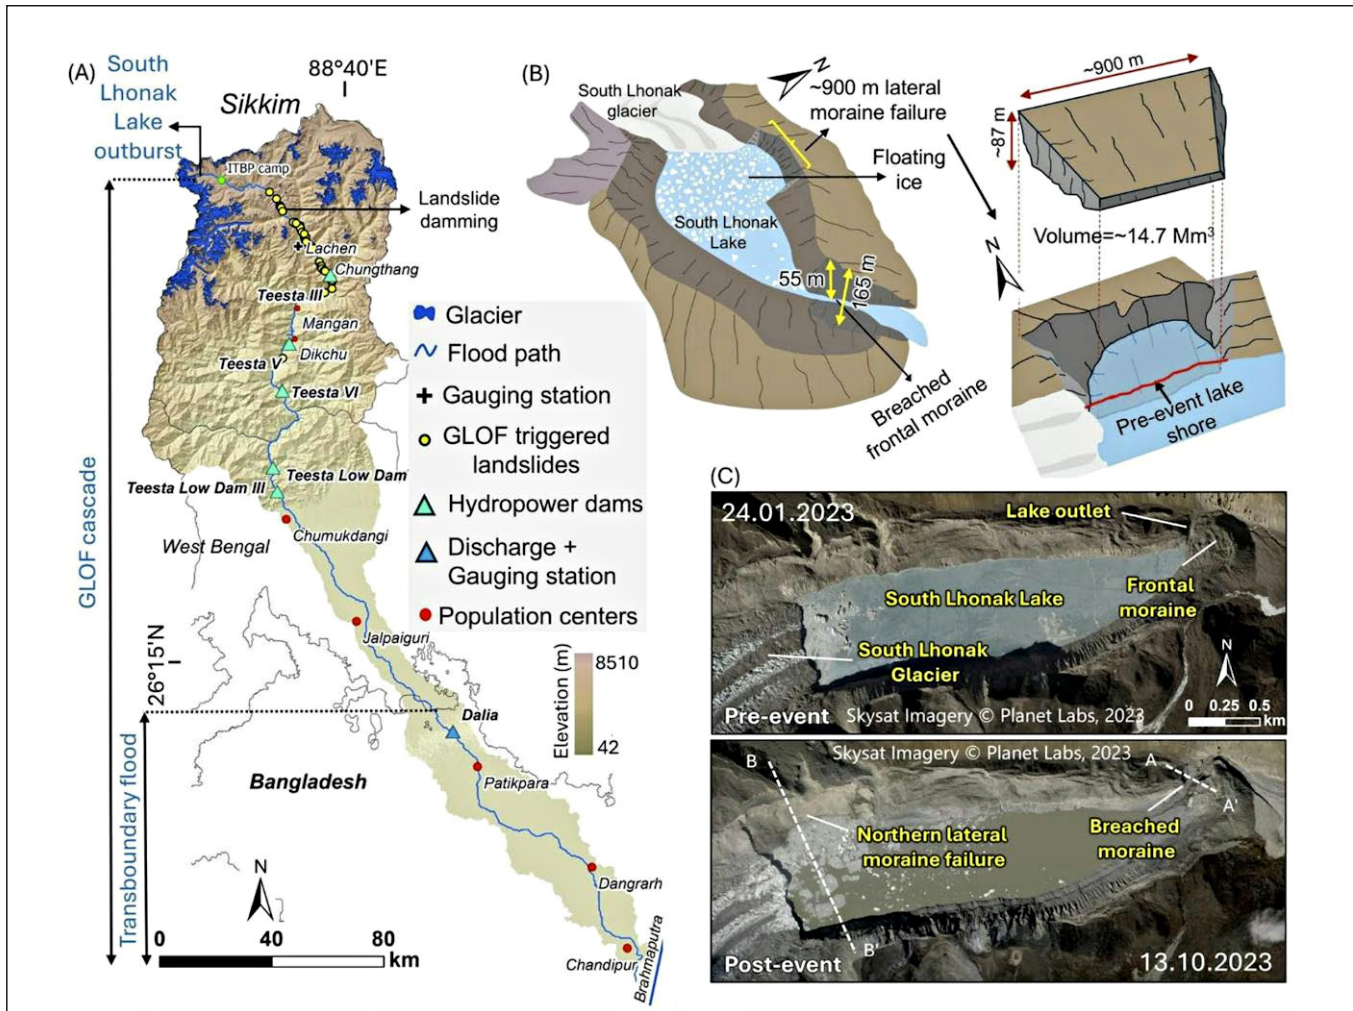 (A)
South
Lhonak
Lake
outburst
88°40'E
Sikkim
ITBP camp
Landslide
damming
Lachen
Chungthang
Teesta III
Mangan
Dikchu
Teesta V
Teesta VI
Teesta Low Dam
Teesta Low Dam III
Chumukdangi
West Bengal
Jalpaiguri
26°15'N
Dalia
Patikpara
Bangladesh
Dangrarh
Chandipur
Brahmaputra
GLOF cascade
Transboundary flood
N
0 40 80
km
Glacier
Flood path
Gauging station
GLOF triggered
landslides
Hydropower dams
Discharge +
Gauging station
Population centers
Elevation (m)
8510
42
(B)
South Lhonak
glacier
N
~900 m lateral
moraine failure
Floating
ice
South Lhonak
Lake
55 m
165 m
Breached
frontal moraine
~900 m
~87 m
Volume=~14.7 Mm³
N
Pre-event lake
shore
(C)
24.01.2023
Lake outlet
South Lhonak Lake
Frontal
moraine
South Lhonak
Glacier
N
0 0.25 0.5
km
Pre-event
Skysat Imagery © Planet Labs, 2023
Skysat Imagery © Planet Labs, 2023
B
A
A'
Northern lateral
moraine failure
Breached
moraine
B'
Post-event
13.10.2023